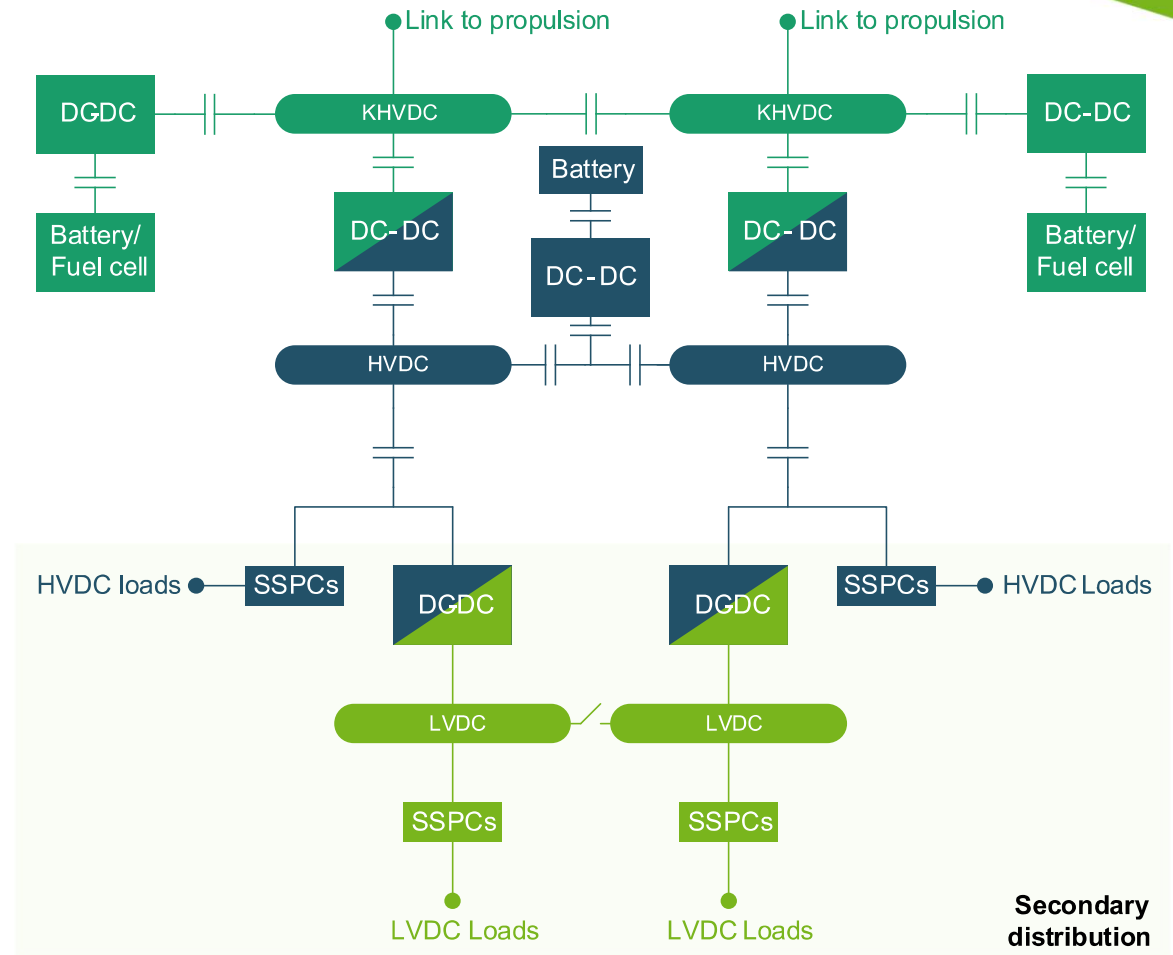 Link to propulsion
Link to propulsion
DGDC
KHVDC
KHVDC
DC-DC
Battery
Battery/
Fuel cell
DC-DC
DC-DC
DC-DC
Battery/
Fuel cell
HVDC
HVDC
HVDC loads
SSPCs
DGDC
DGDC
SSPCs
HVDC Loads
LVDC
LVDC
SSPCs
SSPCs
LVDC Loads
LVDC Loads
Secondary
distribution